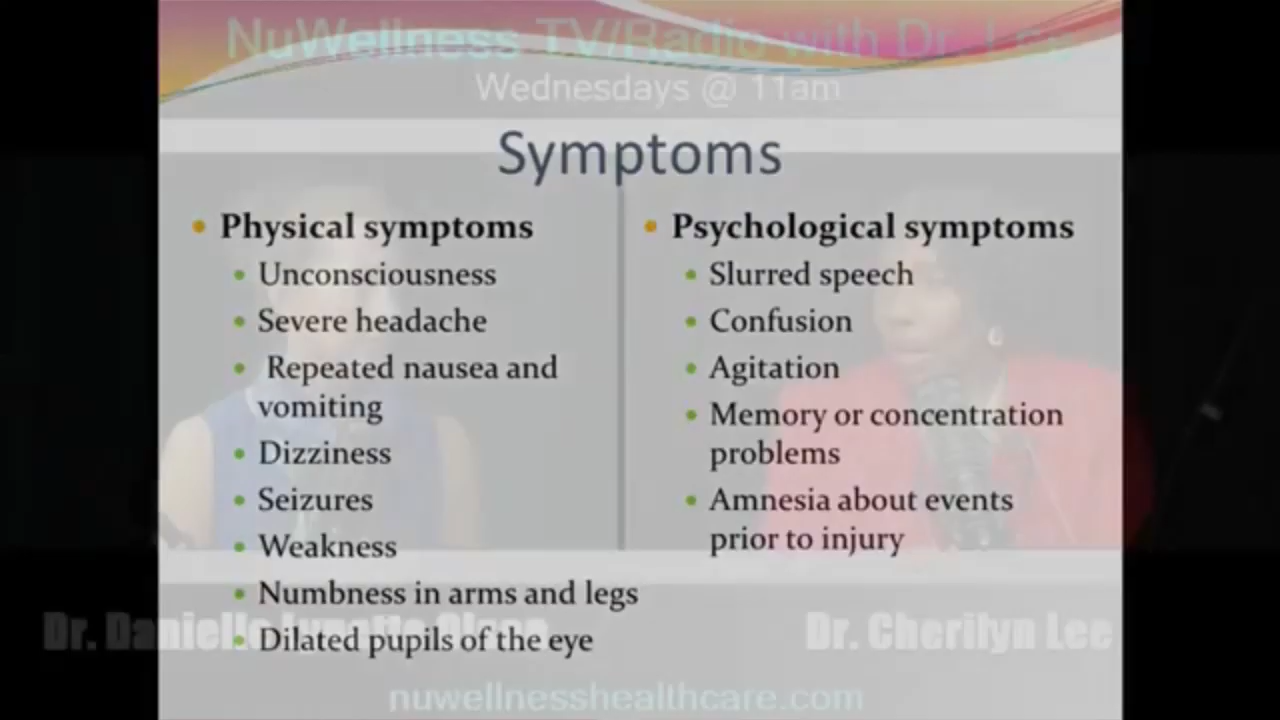 NuWellness TV/Radio with Dr. Lee
Wednesdays @ 11am
Symptoms
Physical symptoms
Unconsciousness
Severe headache
Repeated nausea and
vomiting
Dizziness
Seizures
Weakness
Numbness in arms and legs
Dilated pupils of the eye
Psychological symptoms
Slurred speech
Confusion
Agitation
Memory or concentration
problems
Amnesia about events
prior to injury
Dr. Danielle
Dr. Cherilyn Lee
nuwellnesshealthcare.com